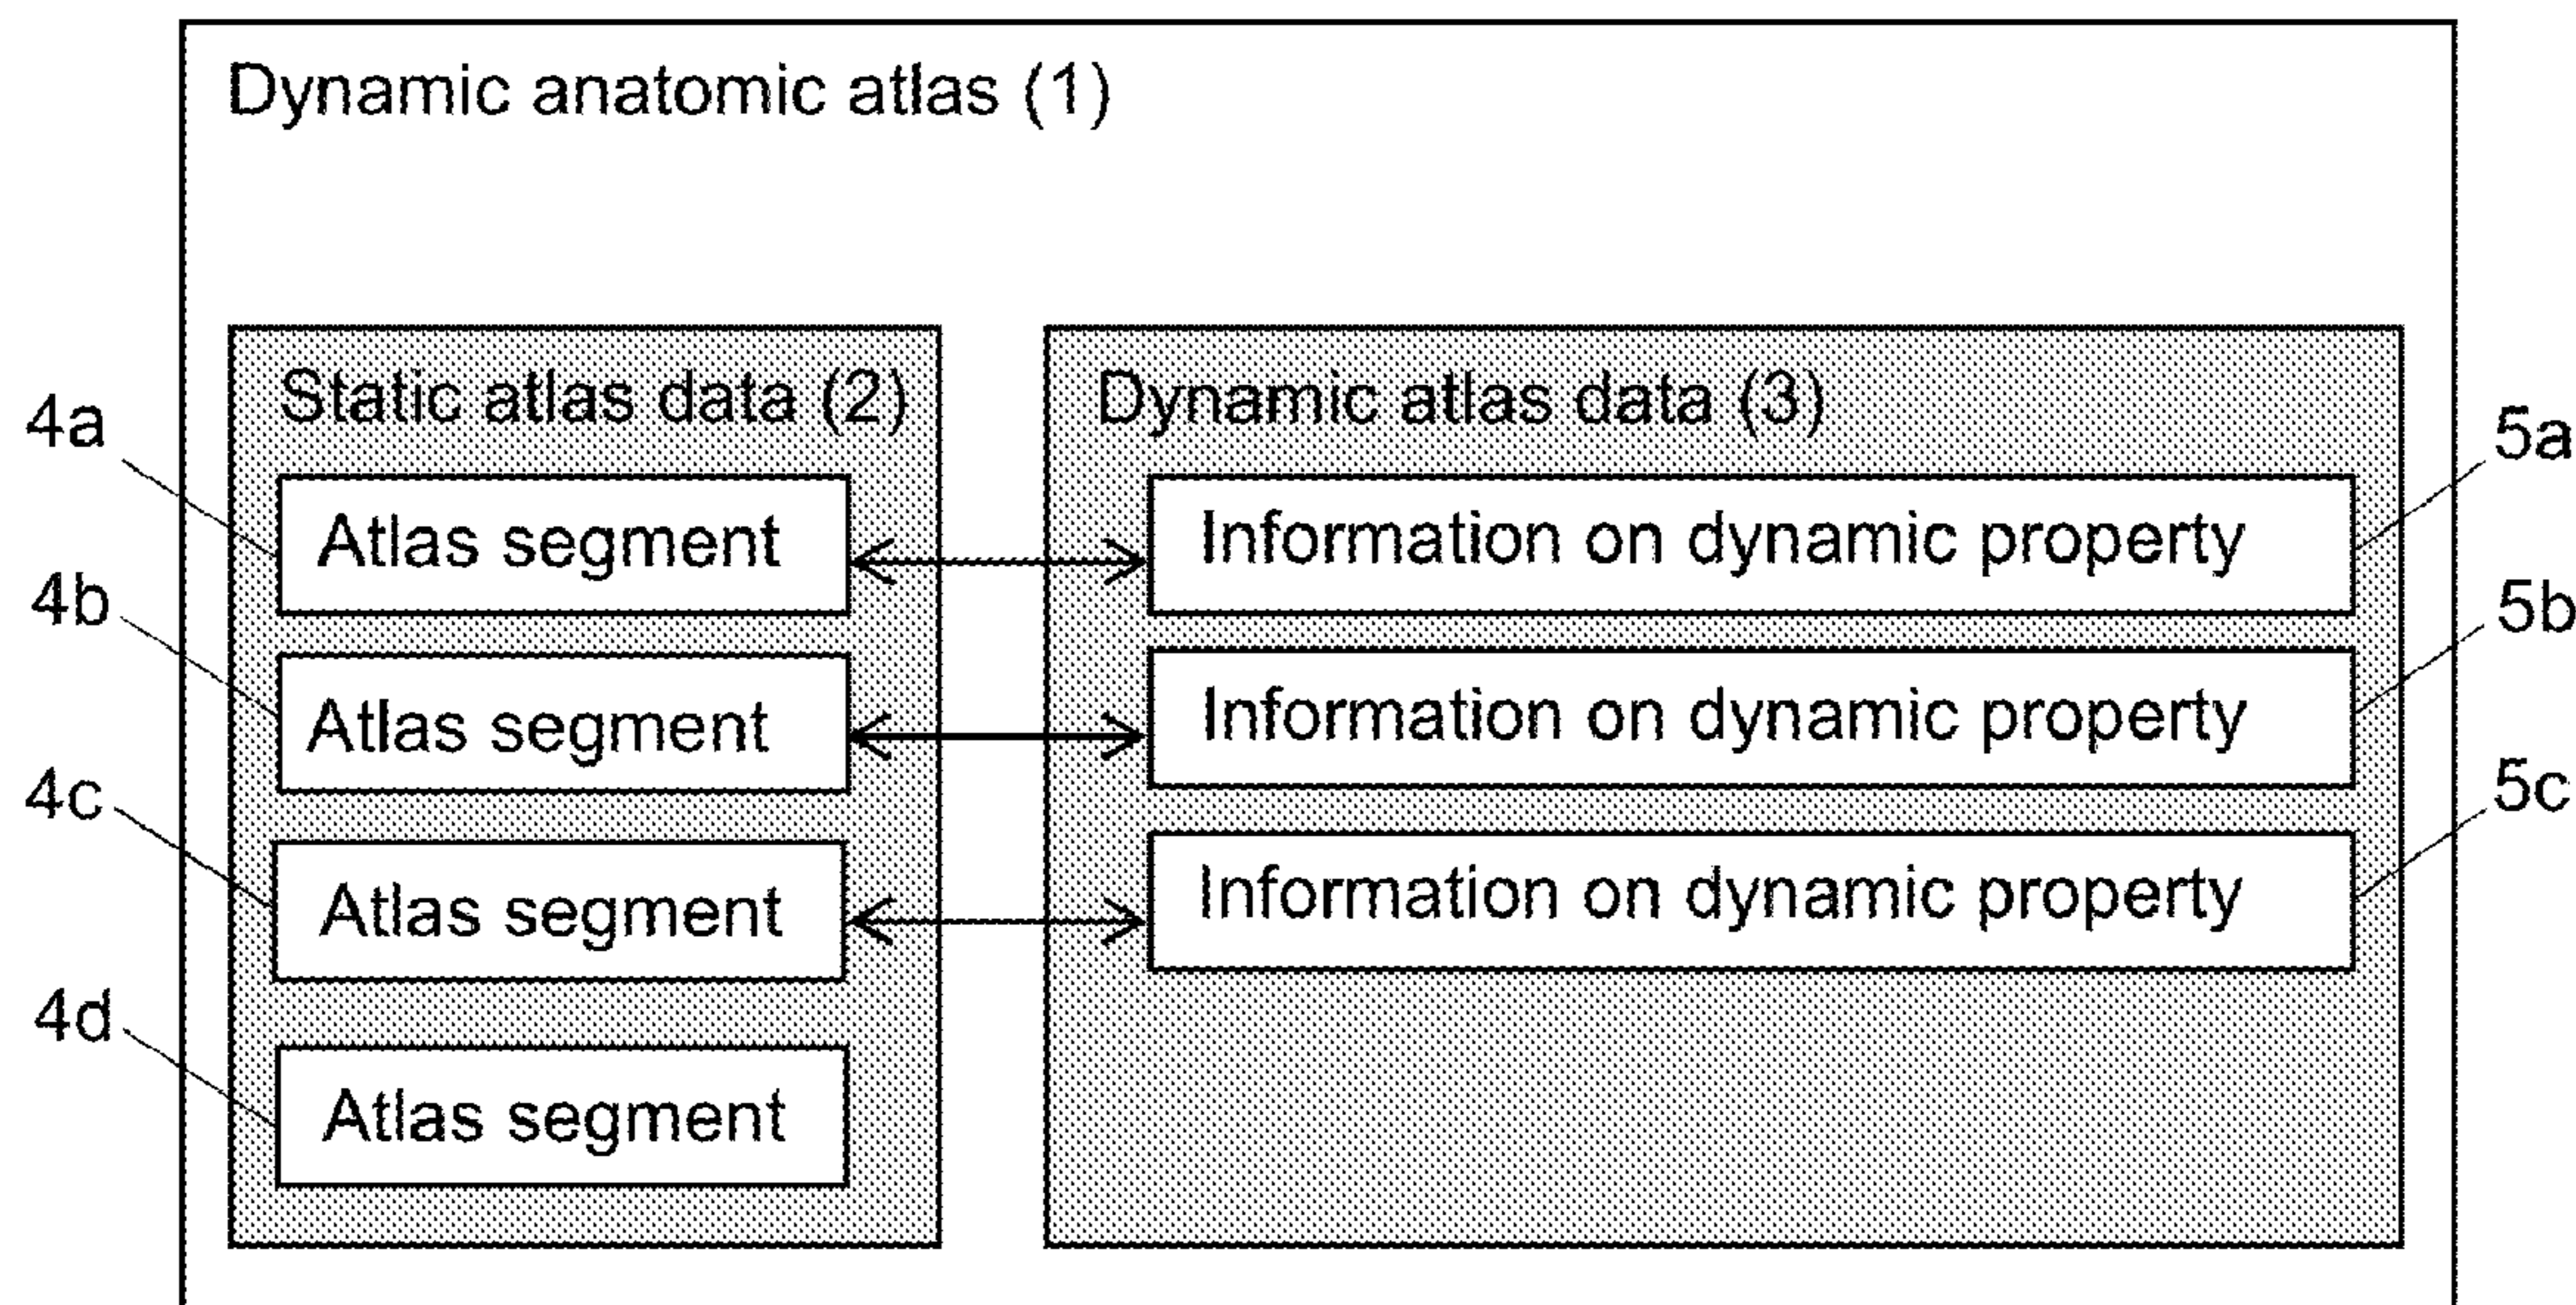 Dynamic anatomic atlas (1)
Static atlas data (2)
Dynamic atlas data (3)
4a
Atlas segment
Information on dynamic property
5a
4b
Atlas segment
Information on dynamic property
5b
4c
Atlas segment
Information on dynamic property
5c
4d
Atlas segment